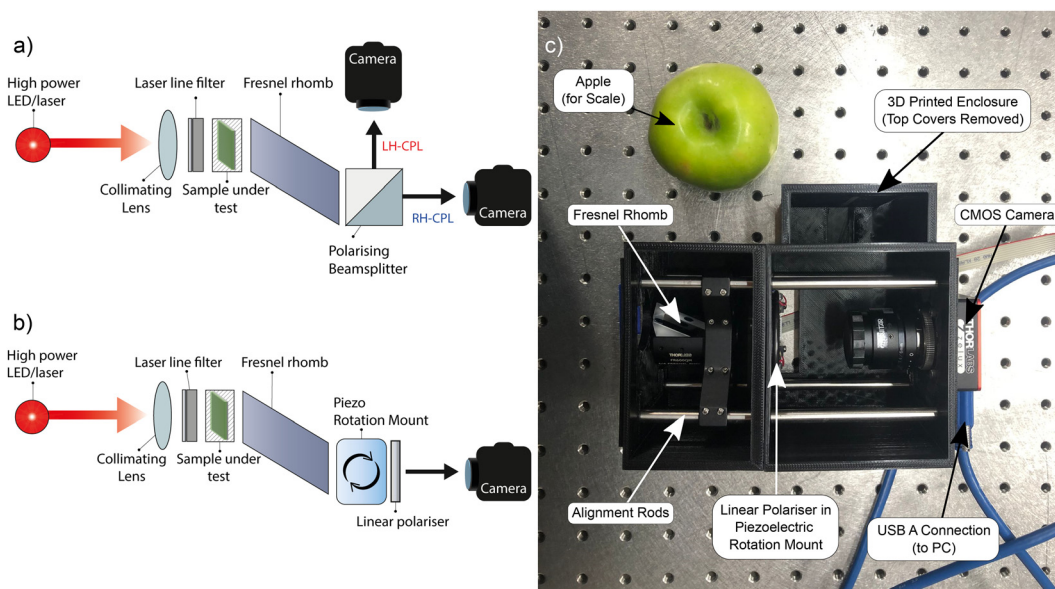 a)
High power
LED/laser
Laser line filter
Fresnel rhomb
Camera
LH-CPL
RH-CPL
Camera
Collimating
Lens
Sample under
test
Polarising
Beamsplitter
b)
High power
LED/laser
Laser line filter
Fresnel rhomb
Piezo
Rotation Mount
Camera
Collimating
Lens
Sample under
test
Linear polariser
c)
Apple
(for Scale)
3D Printed Enclosure
(Top Covers Removed)
Fresnel Rhomb
CMOS Camera
THORLABS
THORLABS
Alignment Rods
Linear Polariser in
Piezoelectric
Rotation Mount
USB A Connection
(to PC)